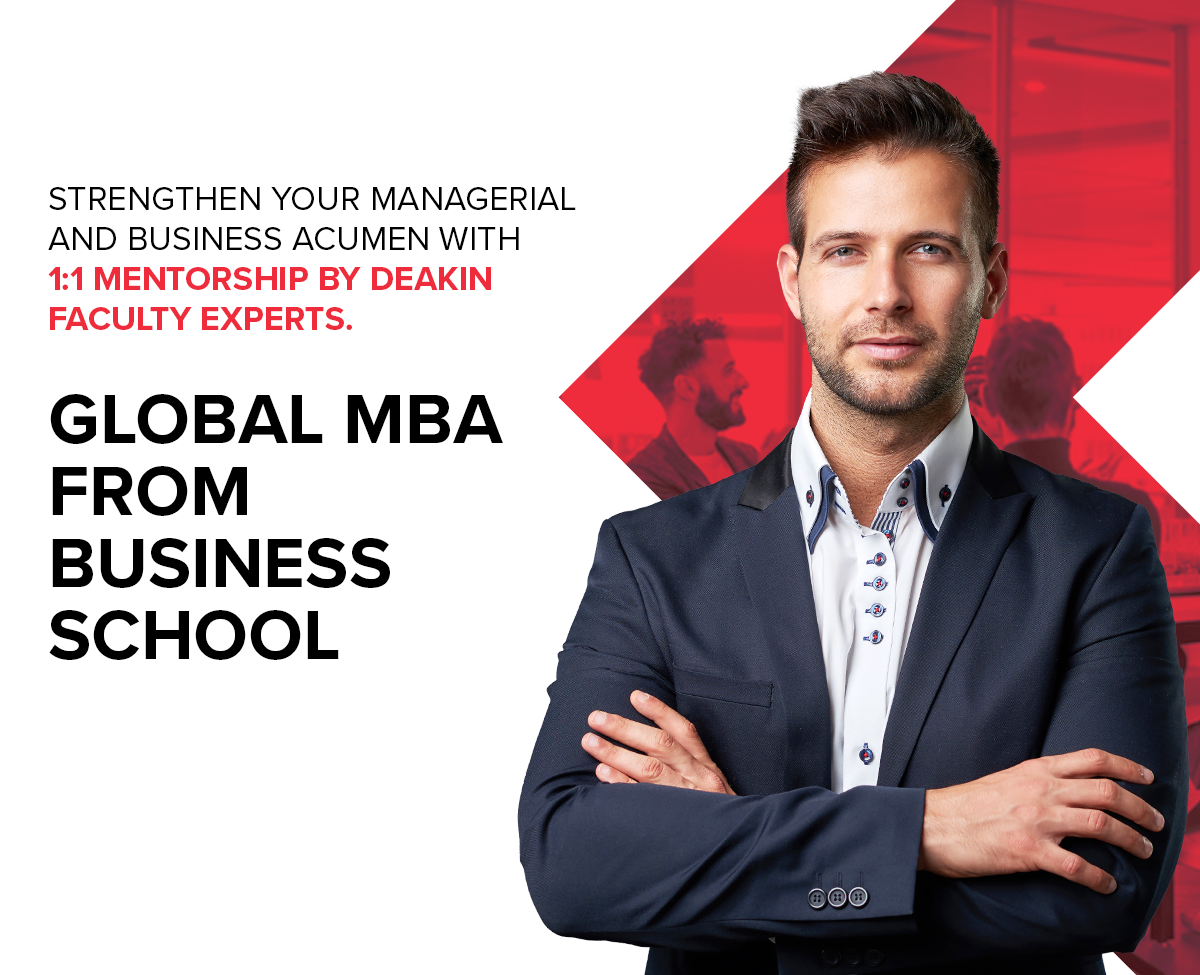 STRENGTHEN YOUR MANAGERIAL
AND BUSINESS ACUMEN WITH
1:1 MENTORSHIP BY DEAKIN
FACULTY EXPERTS.
GLOBAL MBA
FROM
BUSINESS
SCHOOL